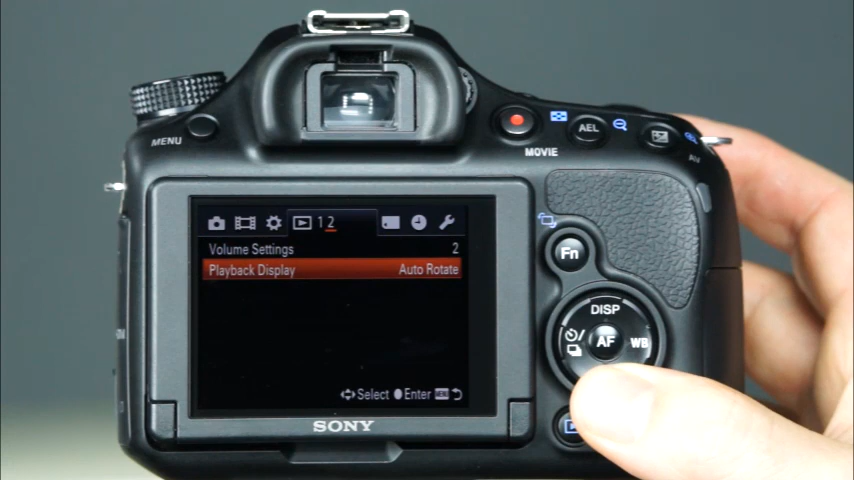 MENU
MOVIE
AEL
AV
1 2
Volume Settings 2
Playback Display Auto Rotate
Select Enter MENU
Fn
DISP
AF
WB
SONY